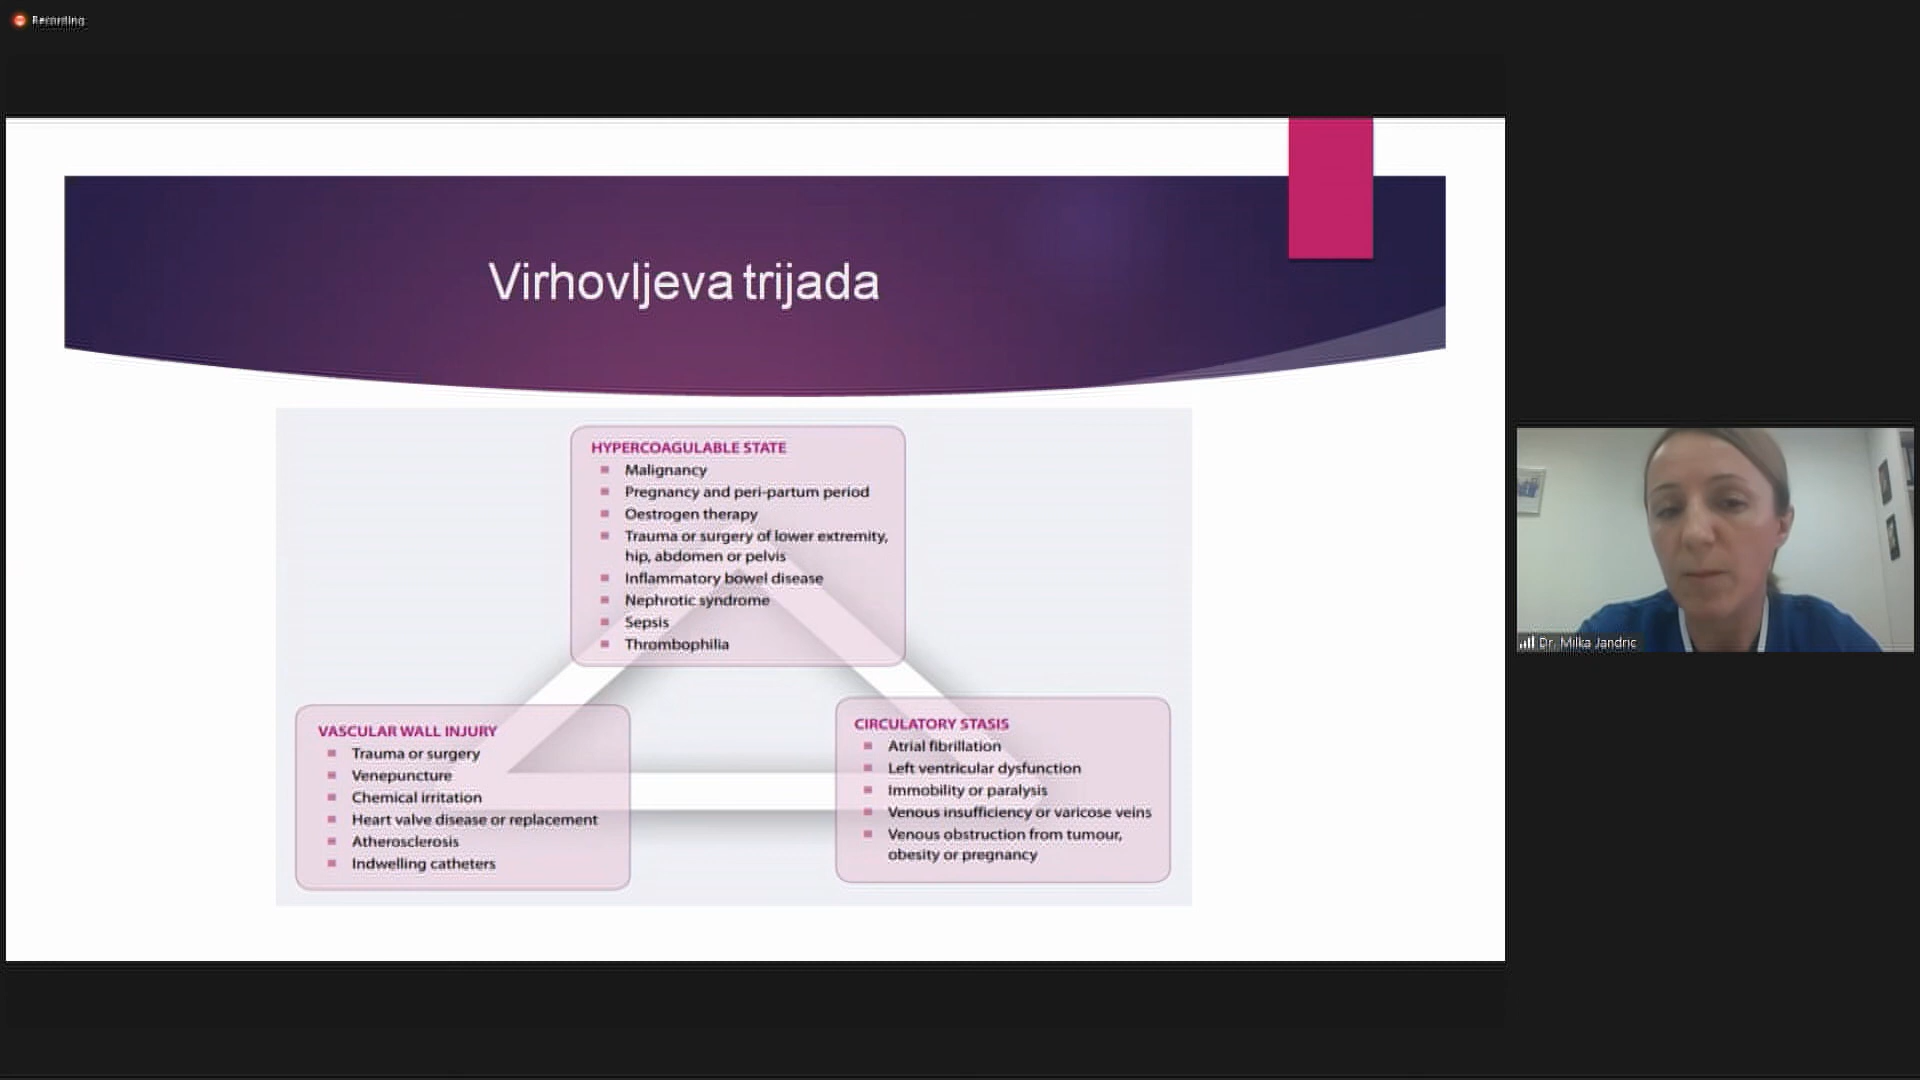 Recording
Virhovljeva trijada
HYPERCOAGULABLE STATE
Malignancy
Pregnancy and peri-partum period
Oestrogen therapy
Trauma or surgery of lower extremity,
hip, abdomen or pelvis
Inflammatory bowel disease
Nephrotic syndrome
Sepsis
Thrombophilia
VASCULAR WALL INJURY
Trauma or surgery
Venepuncture
Chemical irritation
Heart valve disease or replacement
Atherosclerosis
Indwelling catheters
CIRCULATORY STASIS
Atrial fibrillation
Left ventricular dysfunction
Immobility or paralysis
Venous insufficiency or varicose veins
Venous obstruction from tumour,
obesity or pregnancy
Dr. Milka Jandric